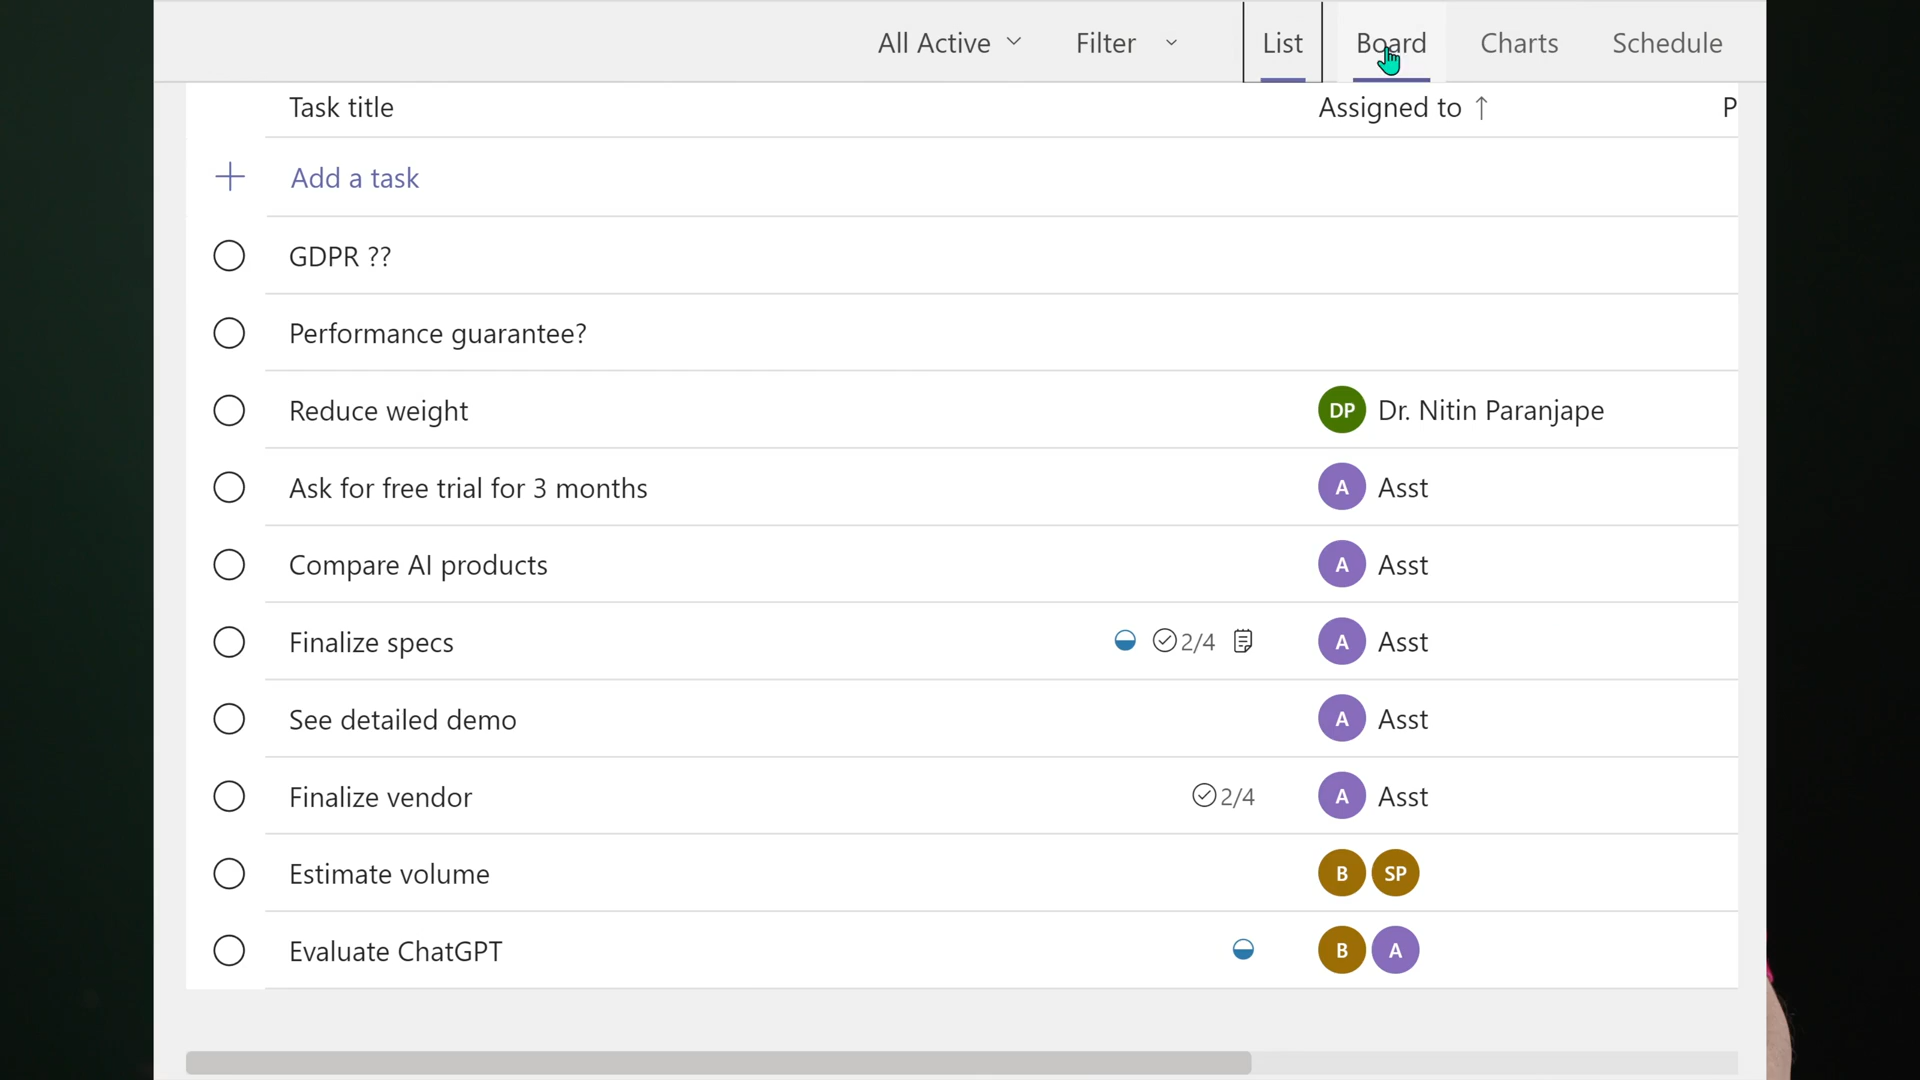 All Active Filter List Board Charts Schedule
Task title Assigned to ↑ P
Add a task
GDPR ??
Performance guarantee?
Reduce weight DP Dr. Nitin Paranjape
Ask for free trial for 3 months A Asst
Compare AI products A Asst
Finalize specs 2/4 A Asst
See detailed demo A Asst
Finalize vendor 2/4 A Asst
Estimate volume B SP
Evaluate ChatGPT B A